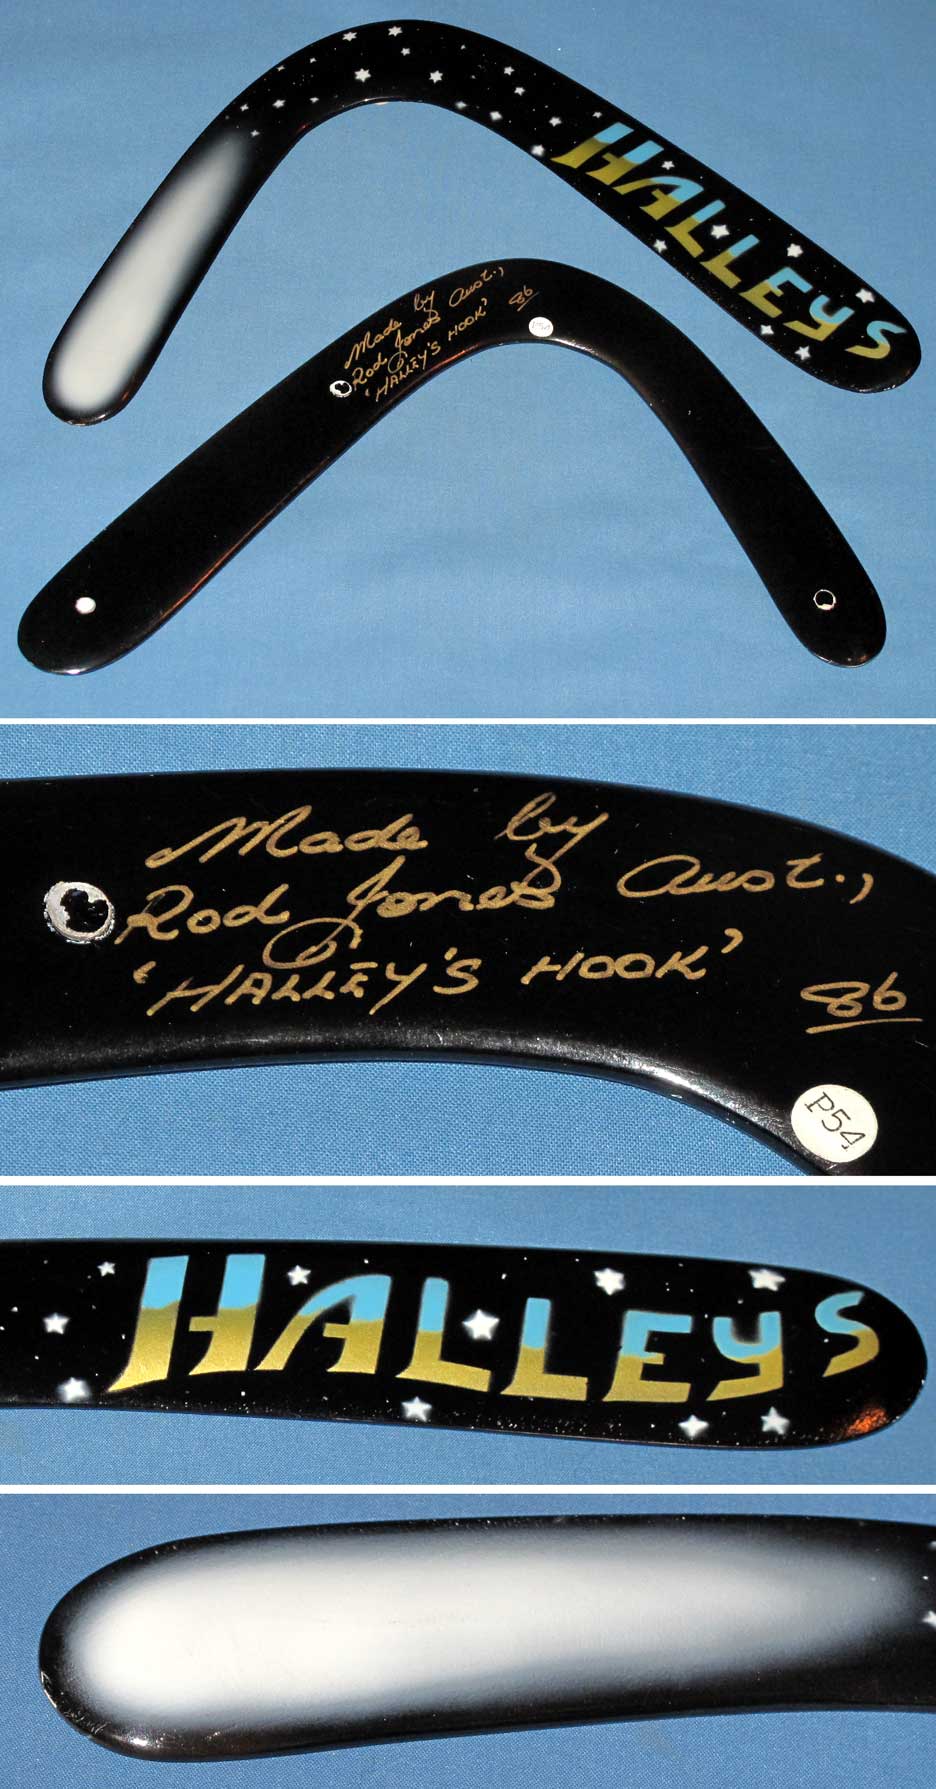 HALLEYS
Made by
Rod Jones Aust.,
'HALLEY'S HOOK'
86
P54
Made by
Rod Jones Aust.,
'HALLEY'S HOOK'
86
P54
HALLEYS